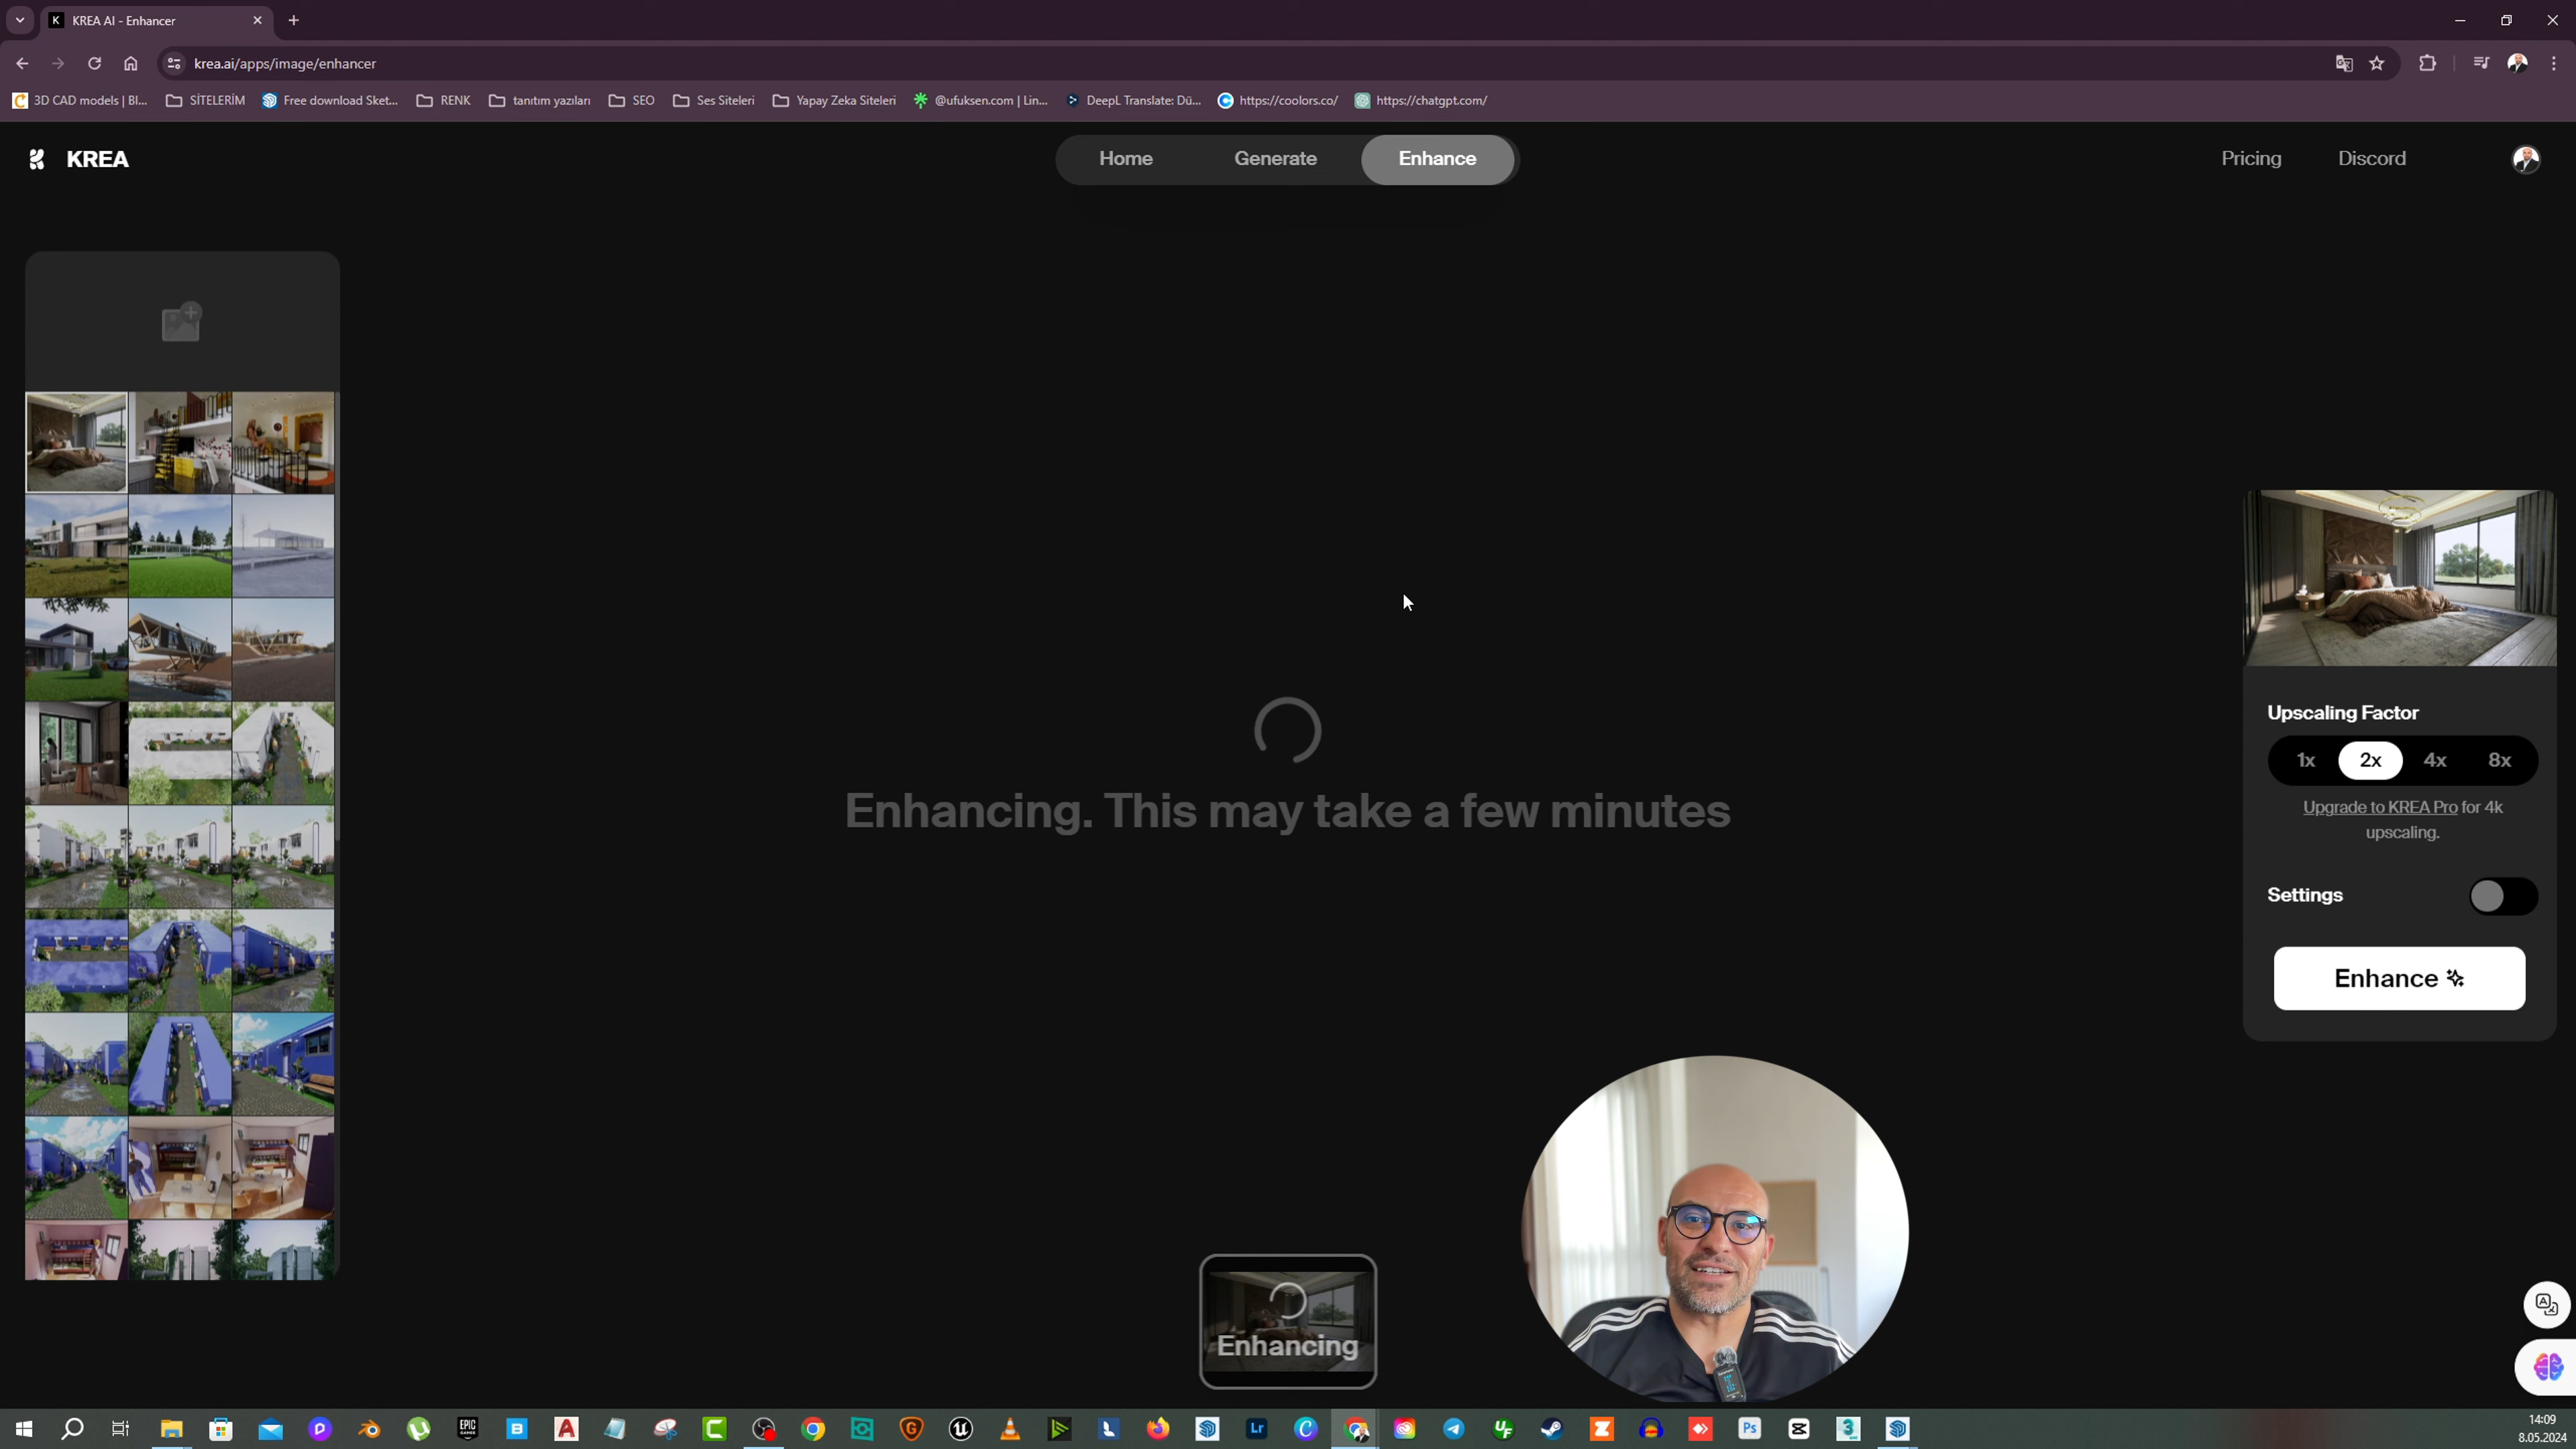 KREA AI - Enhancer
krea.ai/apps/image/enhancer
3D CAD models | Bl...
SİTELERİM
Free download Sket...
RENK
tanıtım yazıları
SEO
Ses Siteleri
Yapay Zeka Siteleri
@ufuksen.com | Lin...
DeepL Translate: Dü...
https://coolors.co/
https://chatgpt.com/
KREA
Home
Generate
Enhance
Pricing
Discord
Upscaling Factor
1x 2x 4x 8x
Upgrade to KREA Pro for 4k
upscaling.
Settings
Enhance
Enhancing. This may take a few minutes
Enhancing
14:09
8.05.2024